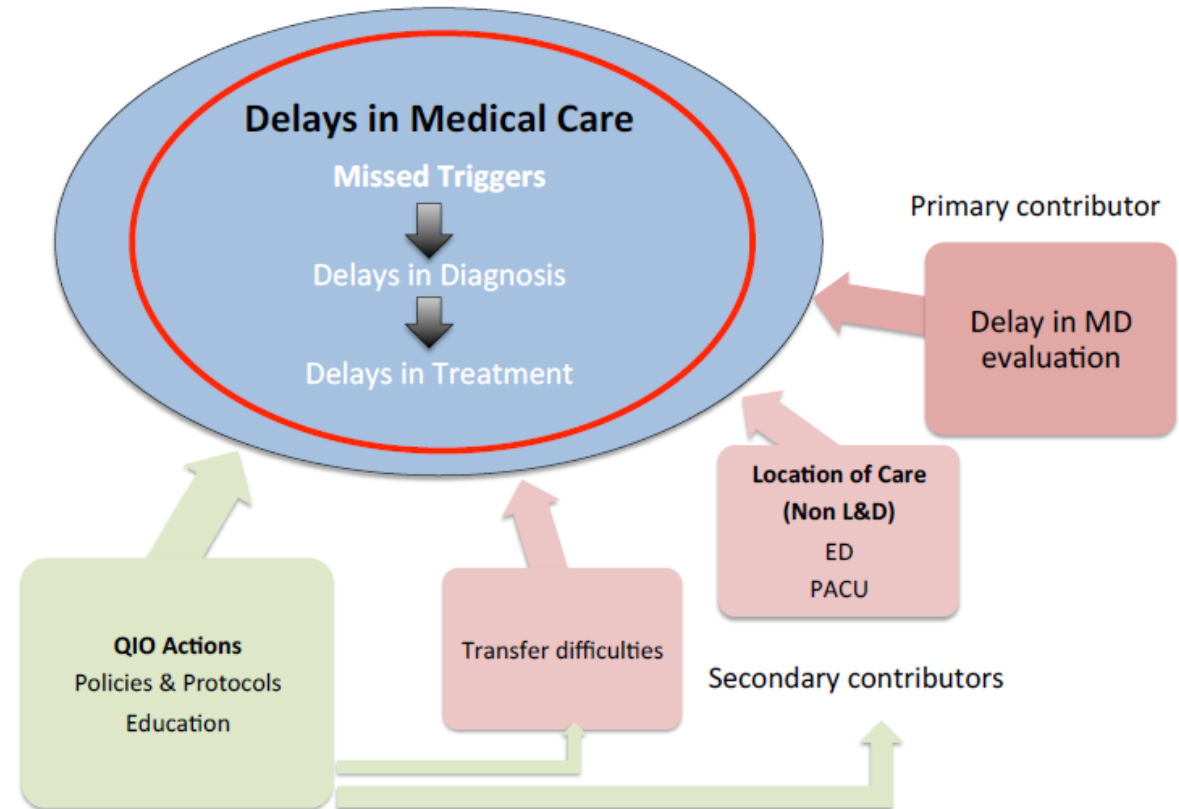 Delays in Medical Care
Missed Triggers
Delays in Diagnosis
Delays in Treatment
Primary contributor
Delay in MD
evaluation
Location of Care
(Non L&D)
ED
PACU
Transfer difficulties
Secondary contributors
QIO Actions
Policies & Protocols
Education